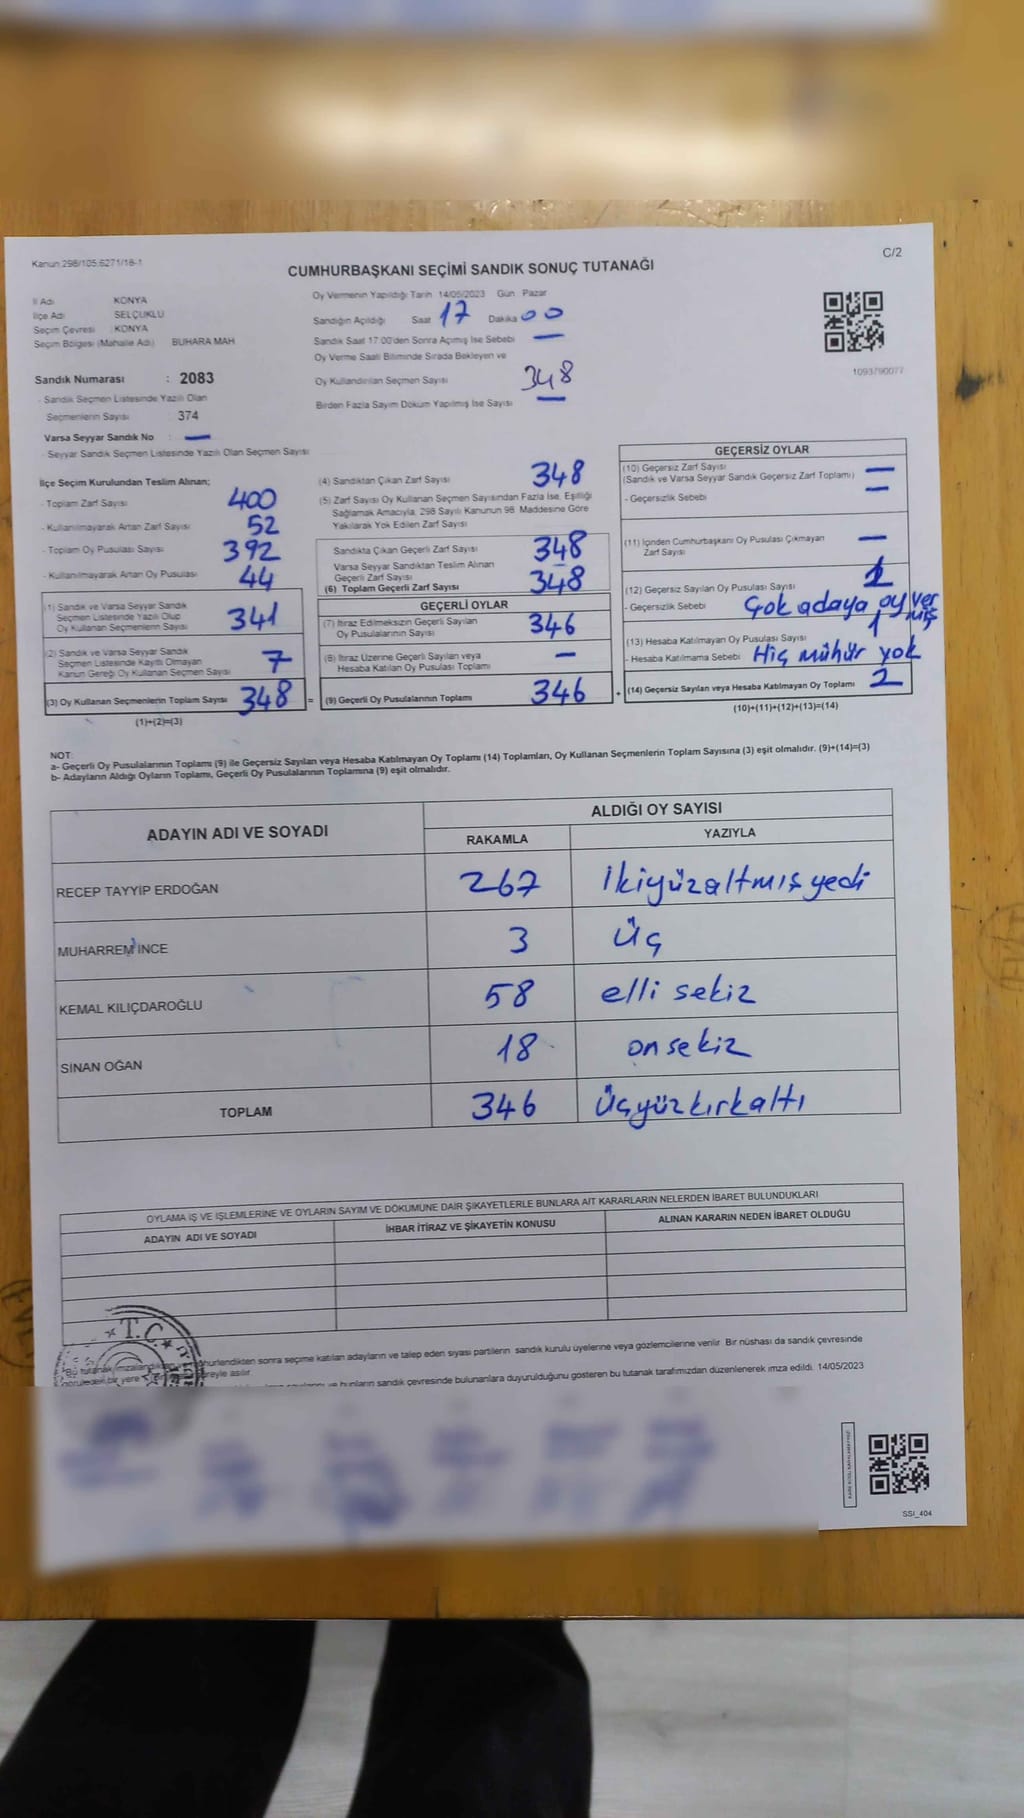 Kanun 298/105,6271/18-1
C/2
CUMHURBAŞKANI SEÇİMİ SANDIK SONUÇ TUTANAĞI
İl Adı KONYA
İlçe Adı SELÇUKLU
Seçim Çevresi KONYA
Seçim Bölgesi (Mahalle Adı) BUHARA MAH
Sandık Numarası : 2083
- Sandık Seçmen Listesinde Yazılı Olan
Seçmenlerin Sayısı 374
Varsa Seyyar Sandık No : —
- Seyyar Sandık Seçmen Listesinde Yazılı Olan Seçmen Sayısı
Oy Vermenin Yapıldığı Tarih 14/05/2023 Gün Pazar
Sandığın Açıldığı Saat 17 Dakika 00
Sandık Saat 17:00'den Sonra Açmış İse Sebebi —
Oy Verme Saati Bitiminde Sırada Bekleyen ve
Oy Kullandırılan Seçmen Sayısı 348
Birden Fazla Sayım Döküm Yapılmış İse Sayısı —
1093790077
İlçe Seçim Kurulundan Teslim Alınan;
- Toplam Zarf Sayısı 400
- Kullanılmayarak Artan Zarf Sayısı 52
- Toplam Oy Pusulası Sayısı 392
- Kullanılmayarak Artan Oy Pusulası 44
(1) Sandık ve Varsa Seyyar Sandık
Seçmen Listesinde Yazılı Olup
Oy Kullanan Seçmenlerin Sayısı 341
(2) Sandık ve Varsa Seyyar Sandık
Seçmen Listesinde Kayıtlı Olmayan
Kanun Gereği Oy Kullanan Seçmen Sayısı 7
(3) Oy Kullanan Seçmenlerin Toplam Sayısı 348 =
(1)+(2)=(3)
(4) Sandıktan Çıkan Zarf Sayısı 348
(5) Zarf Sayısı Oy Kullanan Seçmen Sayısından Fazla İse, Eşitliği
Sağlamak Amacıyla, 298 Sayılı Kanunun 98. Maddesine Göre
Yakılarak Yok Edilen Zarf Sayısı
Sandıkta Çıkan Geçerli Zarf Sayısı 348
Varsa Seyyar Sandıktan Teslim Alınan
Geçerli Zarf Sayısı
(6) Toplam Geçerli Zarf Sayısı 348
GEÇERLİ OYLAR
(7) İtiraz Edilmeksizin Geçerli Sayılan
Oy Pusulalarının Sayısı 346
(8) İtiraz Üzerine Geçerli Sayılan veya
Hesaba Katılan Oy Pusulası Toplamı —
(9) Geçerli Oy Pusulalarının Toplamı 346 +
GEÇERSİZ OYLAR
(10) Geçersiz Zarf Sayısı —
(Sandık ve Varsa Seyyar Sandık Geçersiz Zarf Toplamı)
- Geçersizlik Sebebi —
(11) İçinden Cumhurbaşkanı Oy Pusulası Çıkmayan
Zarf Sayısı —
(12) Geçersiz Sayılan Oy Pusulası Sayısı 1
- Geçersizlik Sebebi Çok adaya oy vermiş
(13) Hesaba Katılmayan Oy Pusulası Sayısı 1
- Hesaba Katılmama Sebebi Hiç mühür yok
(14) Geçersiz Sayılan veya Hesaba Katılmayan Oy Toplamı 2
(10)+(11)+(12)+(13)=(14)
NOT:
a- Geçerli Oy Pusulalarının Toplamı (9) ile Geçersiz Sayılan veya Hesaba Katılmayan Oy Toplamı (14) Toplamları, Oy Kullanan Seçmenlerin Toplam Sayısına (3) eşit olmalıdır. (9)+(14)=(3)
b- Adayların Aldığı Oyların Toplamı, Geçerli Oy Pusulalarının Toplamına (9) eşit olmalıdır.
ADAYIN ADI VE SOYADI
ALDIĞI OY SAYISI
RAKAMLA YAZIYLA
RECEP TAYYİP ERDOĞAN 267 ikiyüzaltmış yedi
MUHARREM İNCE 3 üç
KEMAL KILIÇDAROĞLU 58 elli sekiz
SİNAN OĞAN 18 on sekiz
TOPLAM 346 üçyüzkırkaltı
OYLAMA İŞ VE İŞLEMLERİNE VE OYLARIN SAYIM VE DÖKÜMÜNE DAİR ŞİKAYETLERLE BUNLARA AİT KARARLARIN NELERDEN İBARET BULUNDUKLARI
ADAYIN ADI VE SOYADI İHBAR İTİRAZ VE ŞİKAYETİN KONUSU ALINAN KARARIN NEDEN İBARET OLDUĞU
T.C.
Bu tutanak imzalandıktan ve mühürlendikten sonra seçime katılan adayların ve talep eden siyasi partilerin sandık kurulu üyelerine veya gözlemcilerine verilir. Bir nüshası da sandık çevresinde
görülebilen bir yere asılır
ve bunların sandık çevresinde bulunanlara duyurulduğunu gösteren bu tutanak tarafımızdan düzenlenerek imza edildi. 14/05/2023
SSI_404